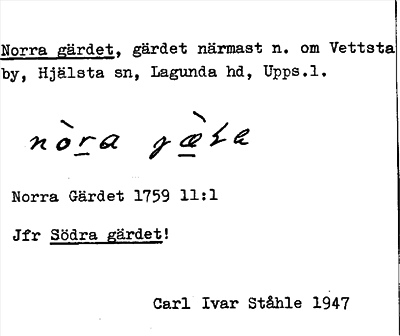 Norra gärdet, gärdet närmast n. om Vettsta
by, Hjälsta sn, Lagunda hd, Upps.l.
nòra
Norra Gärdet 1759 11:1
Jfr Södra gärdet!
Carl Ivar Ståhle 1947